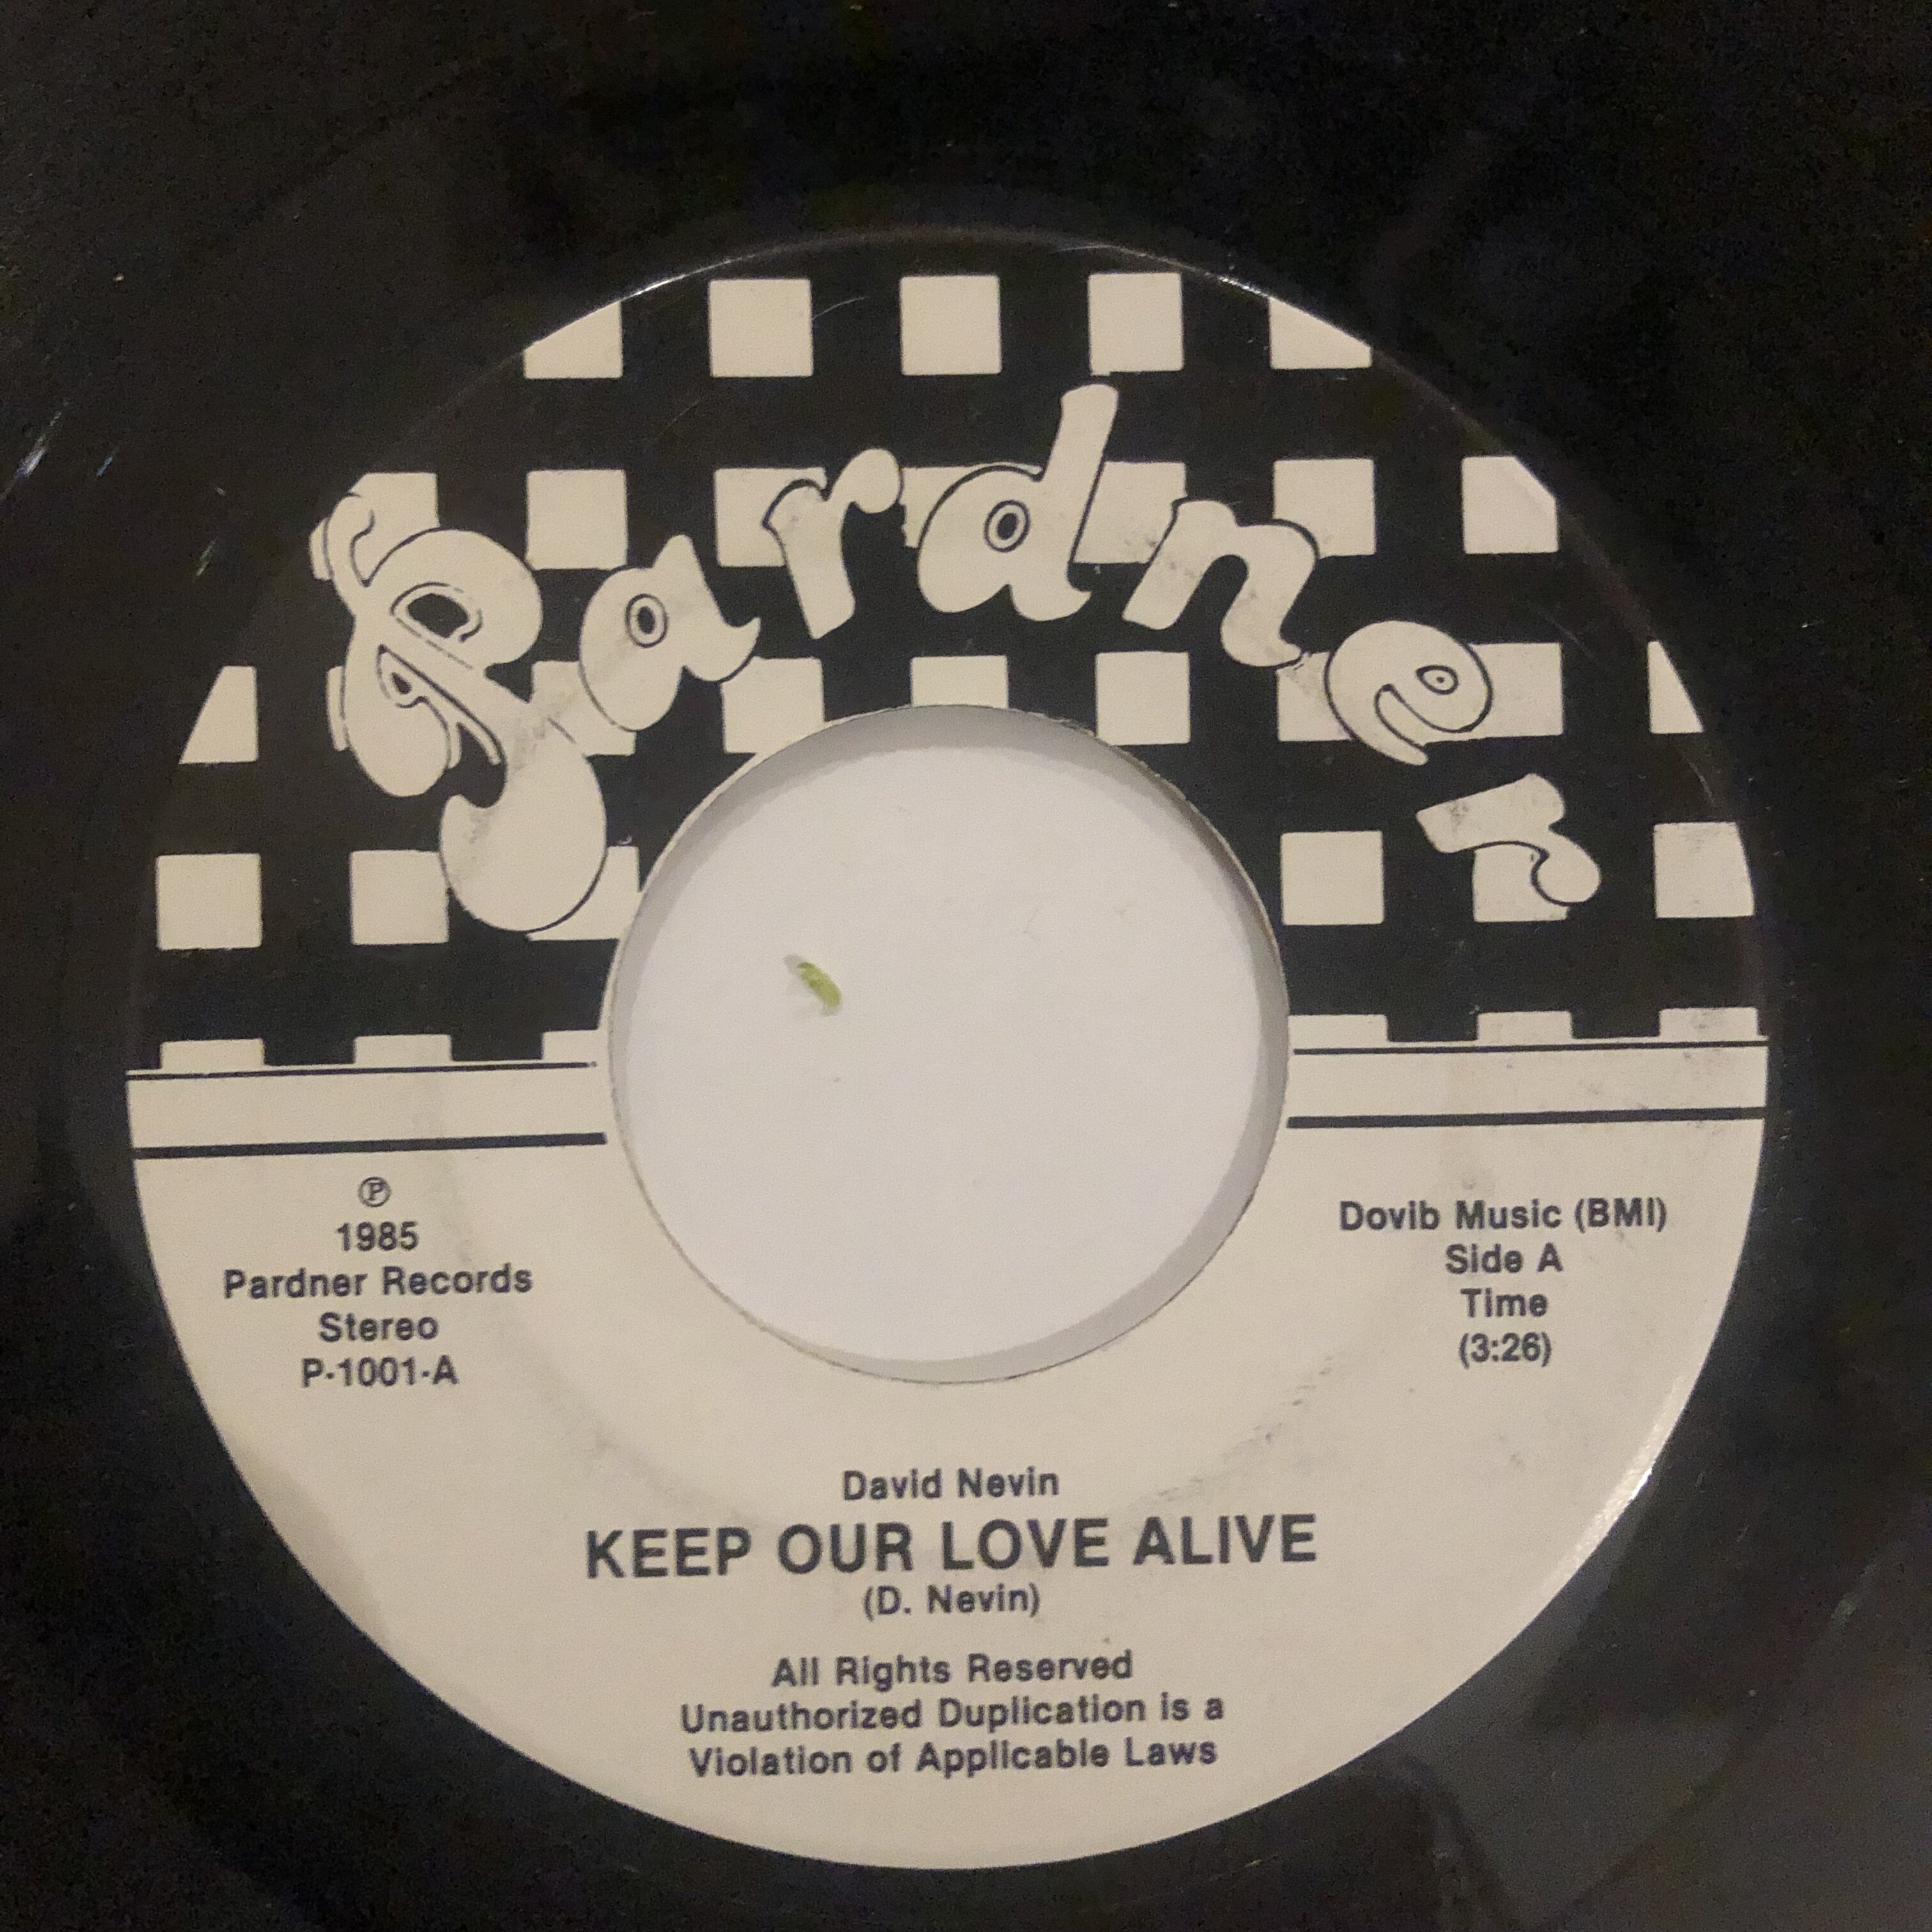 Pardner
℗
1985
Pardner Records
Stereo
P-1001-A
Dovib Music (BMI)
Side A
Time
(3:26)
David Nevin
KEEP OUR LOVE ALIVE
(D. Nevin)
All Rights Reserved
Unauthorized Duplication is a
Violation of Applicable Laws